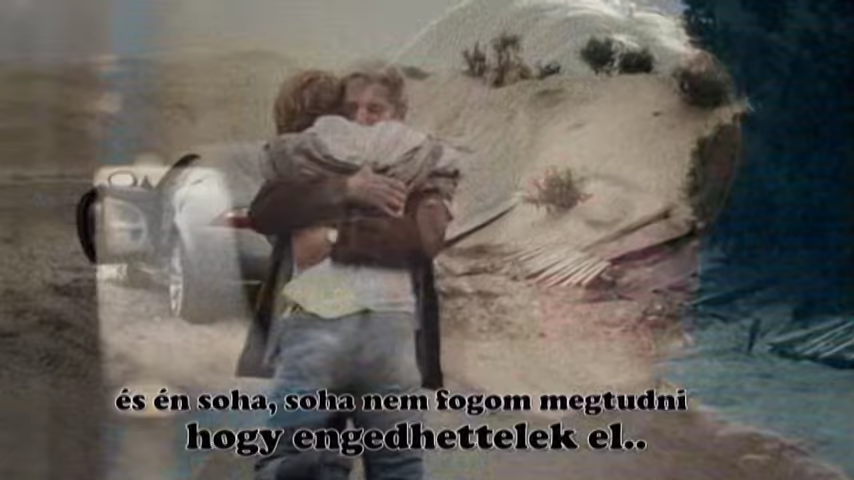 és én soha, soha nem fogom megtudni
hogy engedhettelek el..